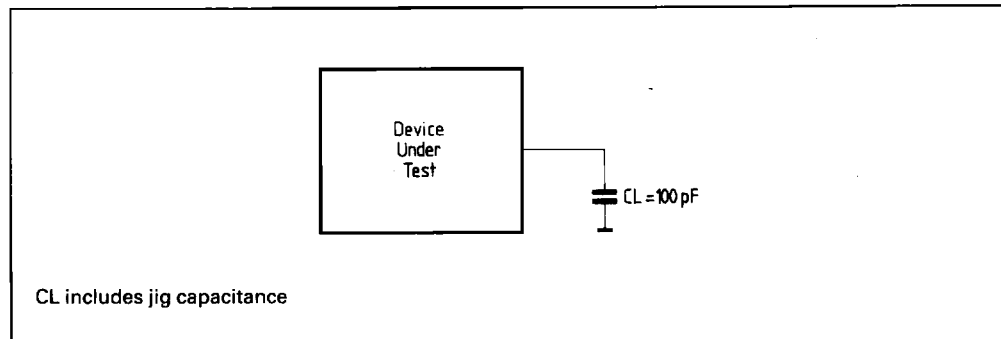 Device
Under
Test
CL = 100 pF
CL includes jig capacitance